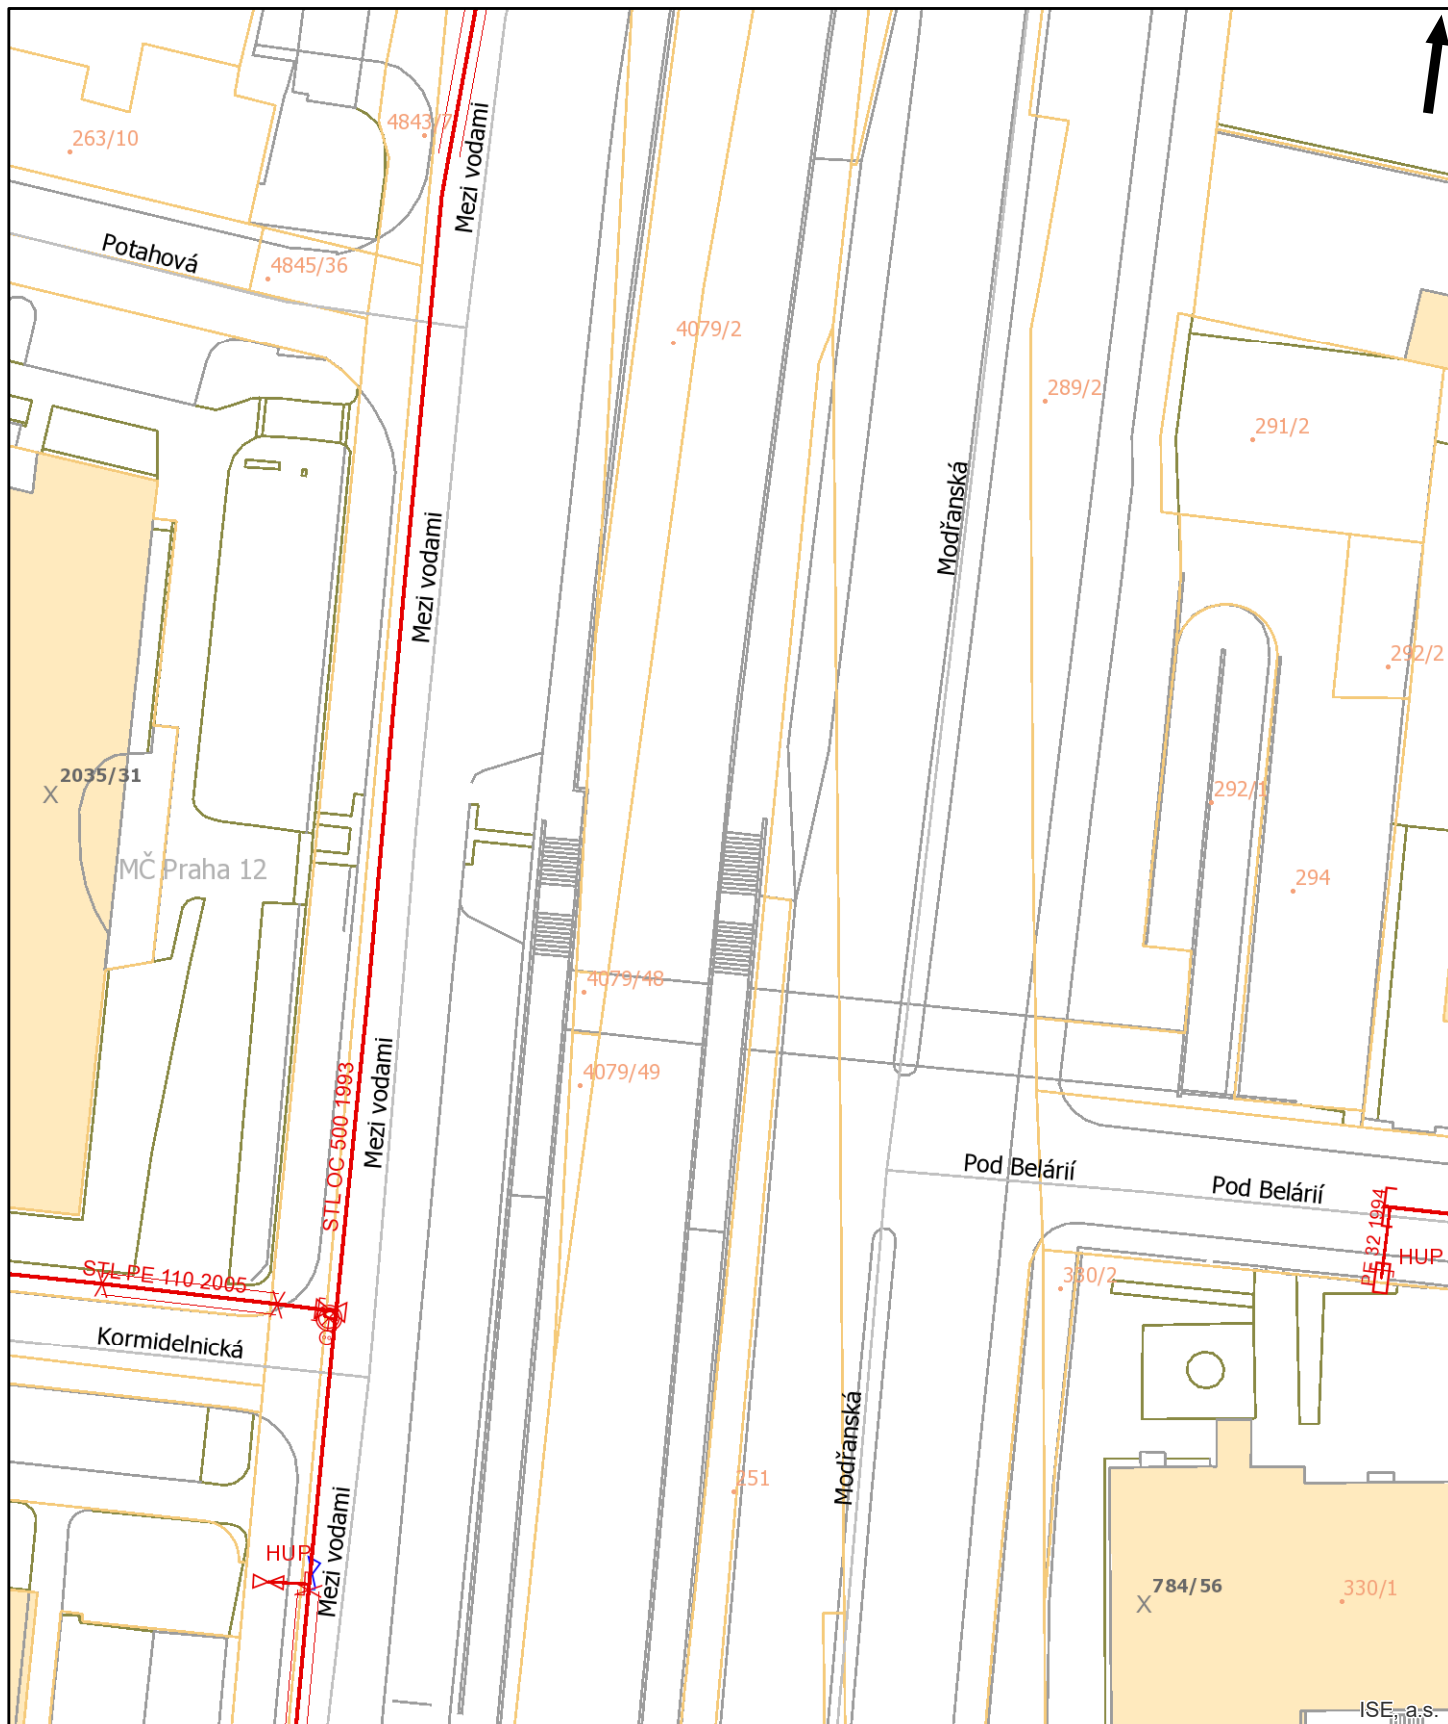 263/10
4843/7
Mezi vodami
Potahová
4845/36
4079/2
289/2
291/2
Modřanská
Mezi vodami
292/2
2035/31
292/1
MČ Praha 12
294
4079/48
4079/49
Mezi vodami
STL OC 500 1993
Pod Belárií
Pod Belárií
PE 32 1994
HUP
STL PE 110 2005
330/2
Kormidelnická
Modřanská
251
Mezi vodami
HUP
784/56
330/1
ISE, a.s.